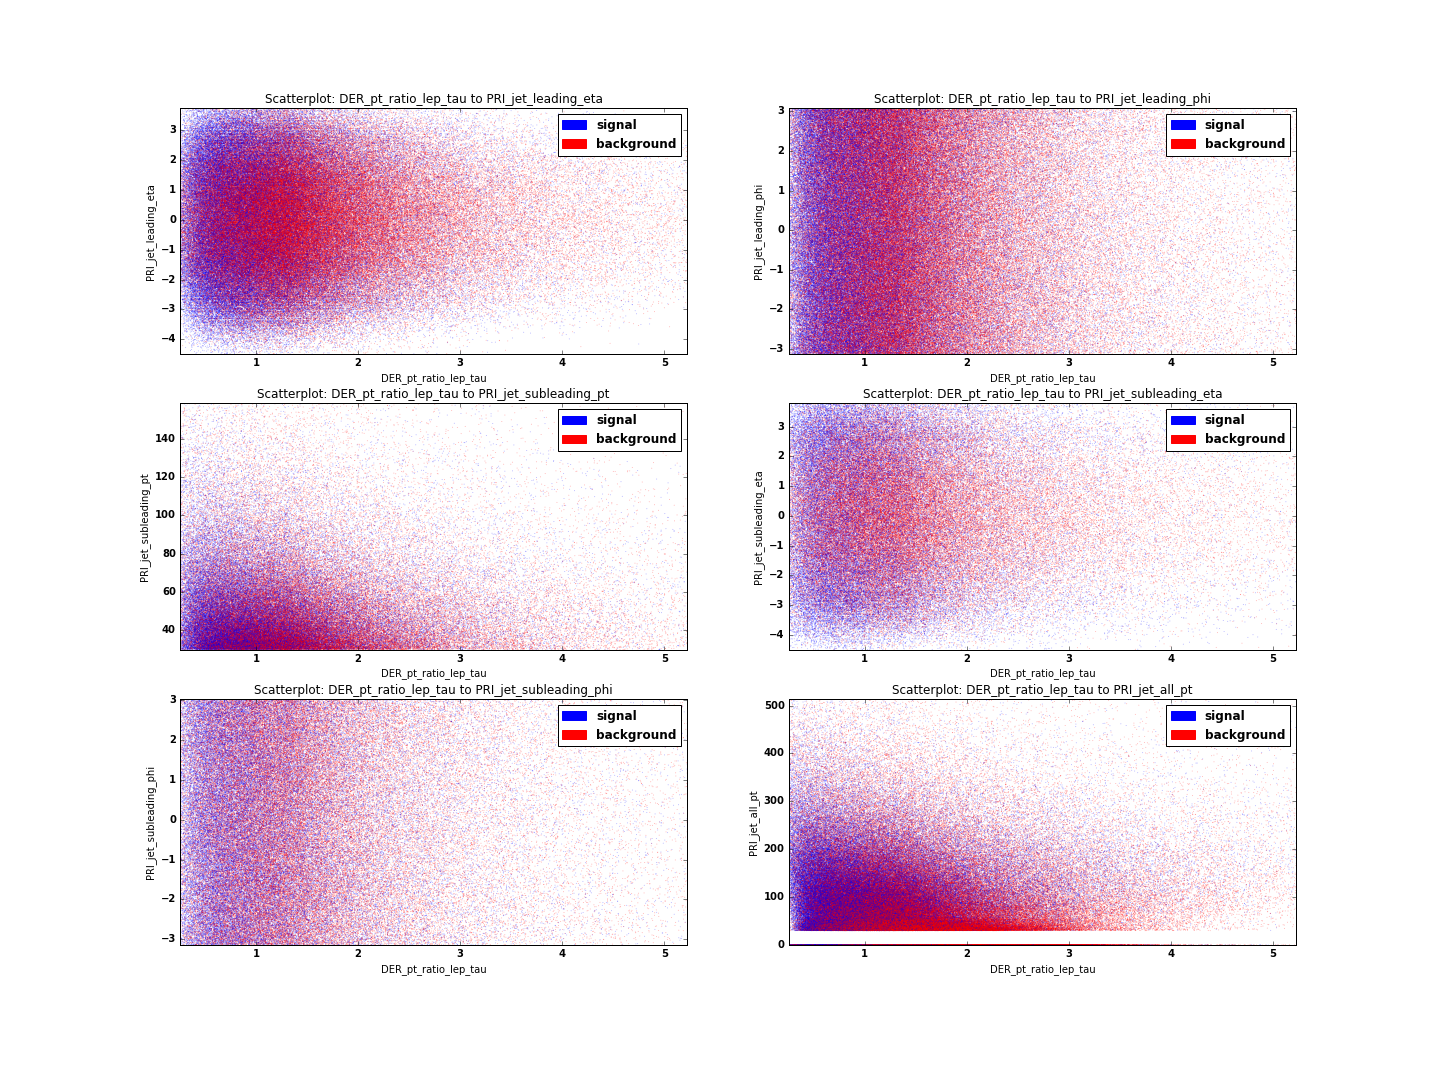 Scatterplot: DER_pt_ratio_lep_tau to PRI_jet_leading_eta
signal
background
PRI_jet_leading_eta
3
2
1
0
−1
−2
−3
−4
1 2 3 4 5
DER_pt_ratio_lep_tau
Scatterplot: DER_pt_ratio_lep_tau to PRI_jet_leading_phi
signal
background
PRI_jet_leading_phi
3
2
1
0
−1
−2
−3
1 2 3 4 5
DER_pt_ratio_lep_tau
Scatterplot: DER_pt_ratio_lep_tau to PRI_jet_subleading_pt
signal
background
PRI_jet_subleading_pt
140
120
100
80
60
40
1 2 3 4 5
DER_pt_ratio_lep_tau
Scatterplot: DER_pt_ratio_lep_tau to PRI_jet_subleading_eta
signal
background
PRI_jet_subleading_eta
3
2
1
0
−1
−2
−3
−4
1 2 3 4 5
DER_pt_ratio_lep_tau
Scatterplot: DER_pt_ratio_lep_tau to PRI_jet_subleading_phi
signal
background
PRI_jet_subleading_phi
3
2
1
0
−1
−2
−3
1 2 3 4 5
DER_pt_ratio_lep_tau
Scatterplot: DER_pt_ratio_lep_tau to PRI_jet_all_pt
signal
background
PRI_jet_all_pt
500
400
300
200
100
0
1 2 3 4 5
DER_pt_ratio_lep_tau